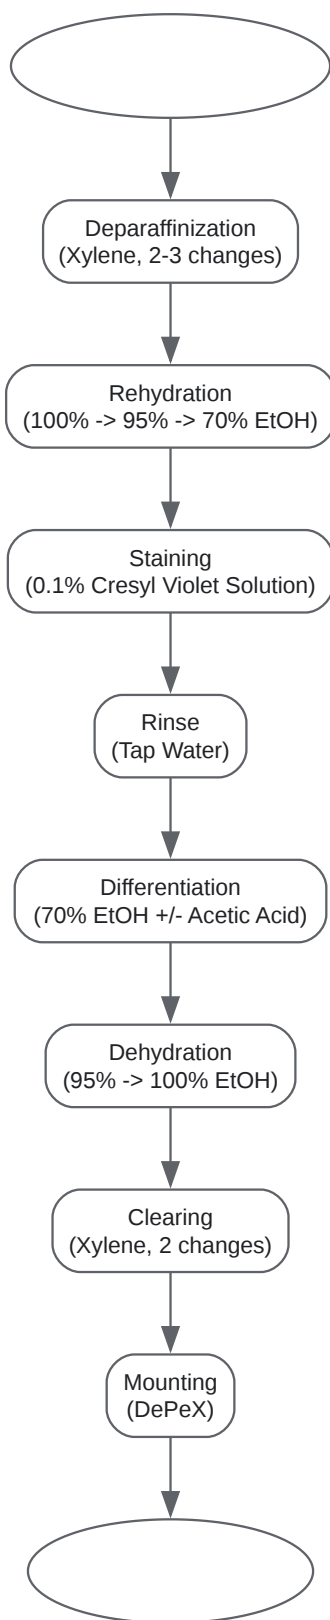 Deparaffinization
(Xylene, 2-3 changes)
Rehydration
(100% -> 95% -> 70% EtOH)
Staining
(0.1% Cresyl Violet Solution)
Rinse
(Tap Water)
Differentiation
(70% EtOH +/- Acetic Acid)
Dehydration
(95% -> 100% EtOH)
Clearing
(Xylene, 2 changes)
Mounting
(DePeX)